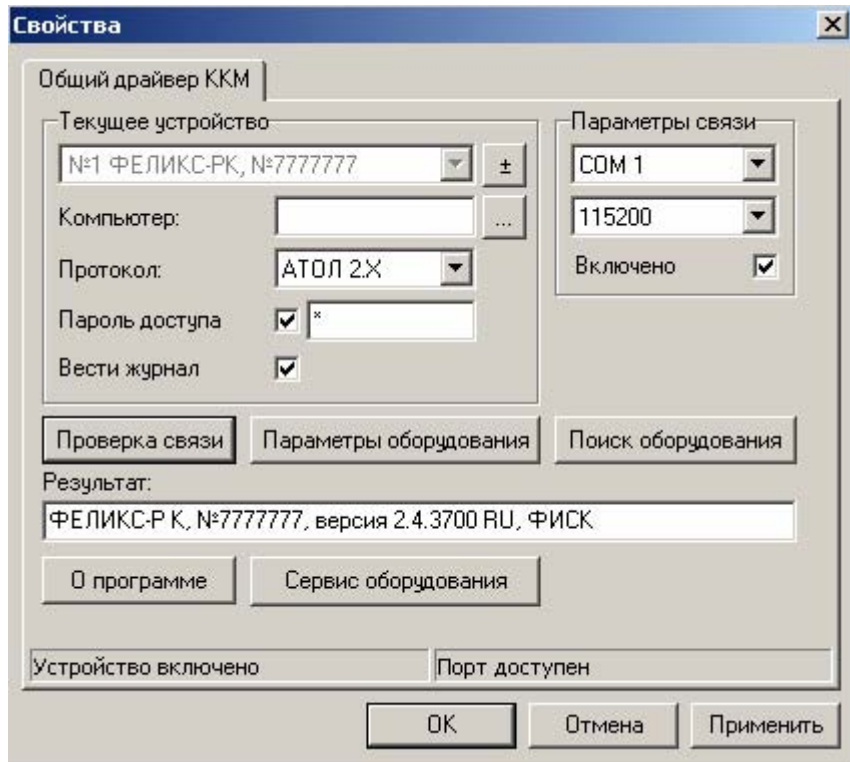 Свойства
Общий драйвер ККМ
Текущее устройство
№1 ФЕЛИКС-РК, №7777777
±
Компьютер:
...
Протокол:
АТОЛ 2.X
Пароль доступа
*
Вести журнал
Параметры связи
COM 1
115200
Включено
Проверка связи
Параметры оборудования
Поиск оборудования
Результат:
ФЕЛИКС-Р К, №7777777, версия 2.4.3700 RU, ФИСК
О программе
Сервис оборудования
Устройство включено
Порт доступен
OK
Отмена
Применить